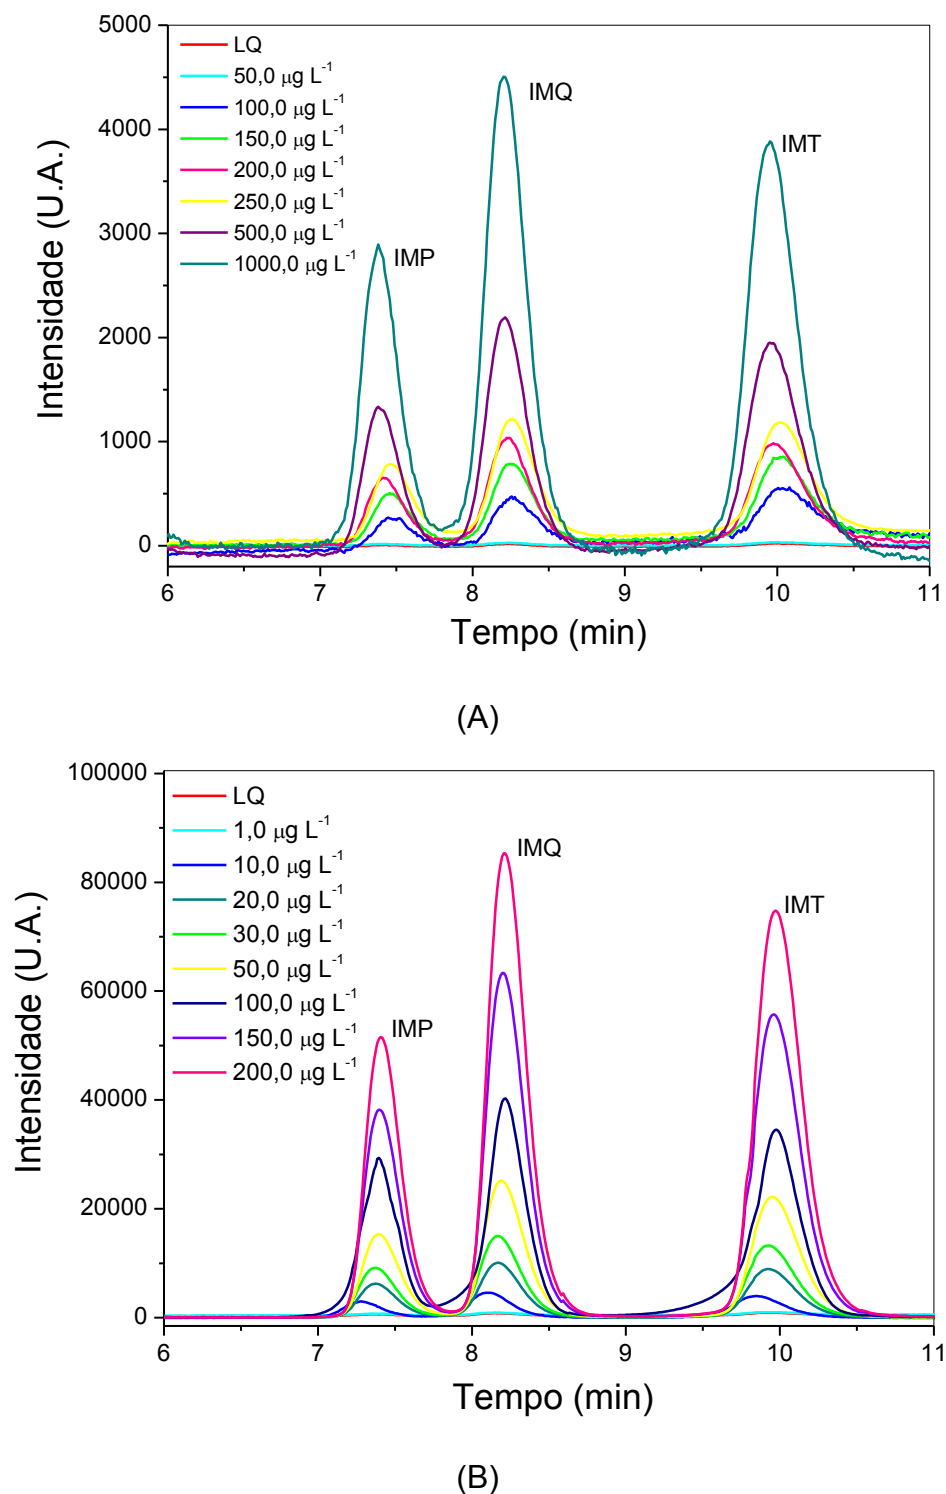 5000
4000
3000
2000
1000
0
Intensidade (U.A.)
LQ
50,0 μg L⁻¹
100,0 μg L⁻¹
150,0 μg L⁻¹
200,0 μg L⁻¹
250,0 μg L⁻¹
500,0 μg L⁻¹
1000,0 μg L⁻¹
IMP
IMQ
IMT
6 7 8 9 10 11
Tempo (min)
(A)
100000
80000
60000
40000
20000
0
Intensidade (U.A.)
LQ
1,0 μg L⁻¹
10,0 μg L⁻¹
20,0 μg L⁻¹
30,0 μg L⁻¹
50,0 μg L⁻¹
100,0 μg L⁻¹
150,0 μg L⁻¹
200,0 μg L⁻¹
IMP
IMQ
IMT
6 7 8 9 10 11
Tempo (min)
(B)